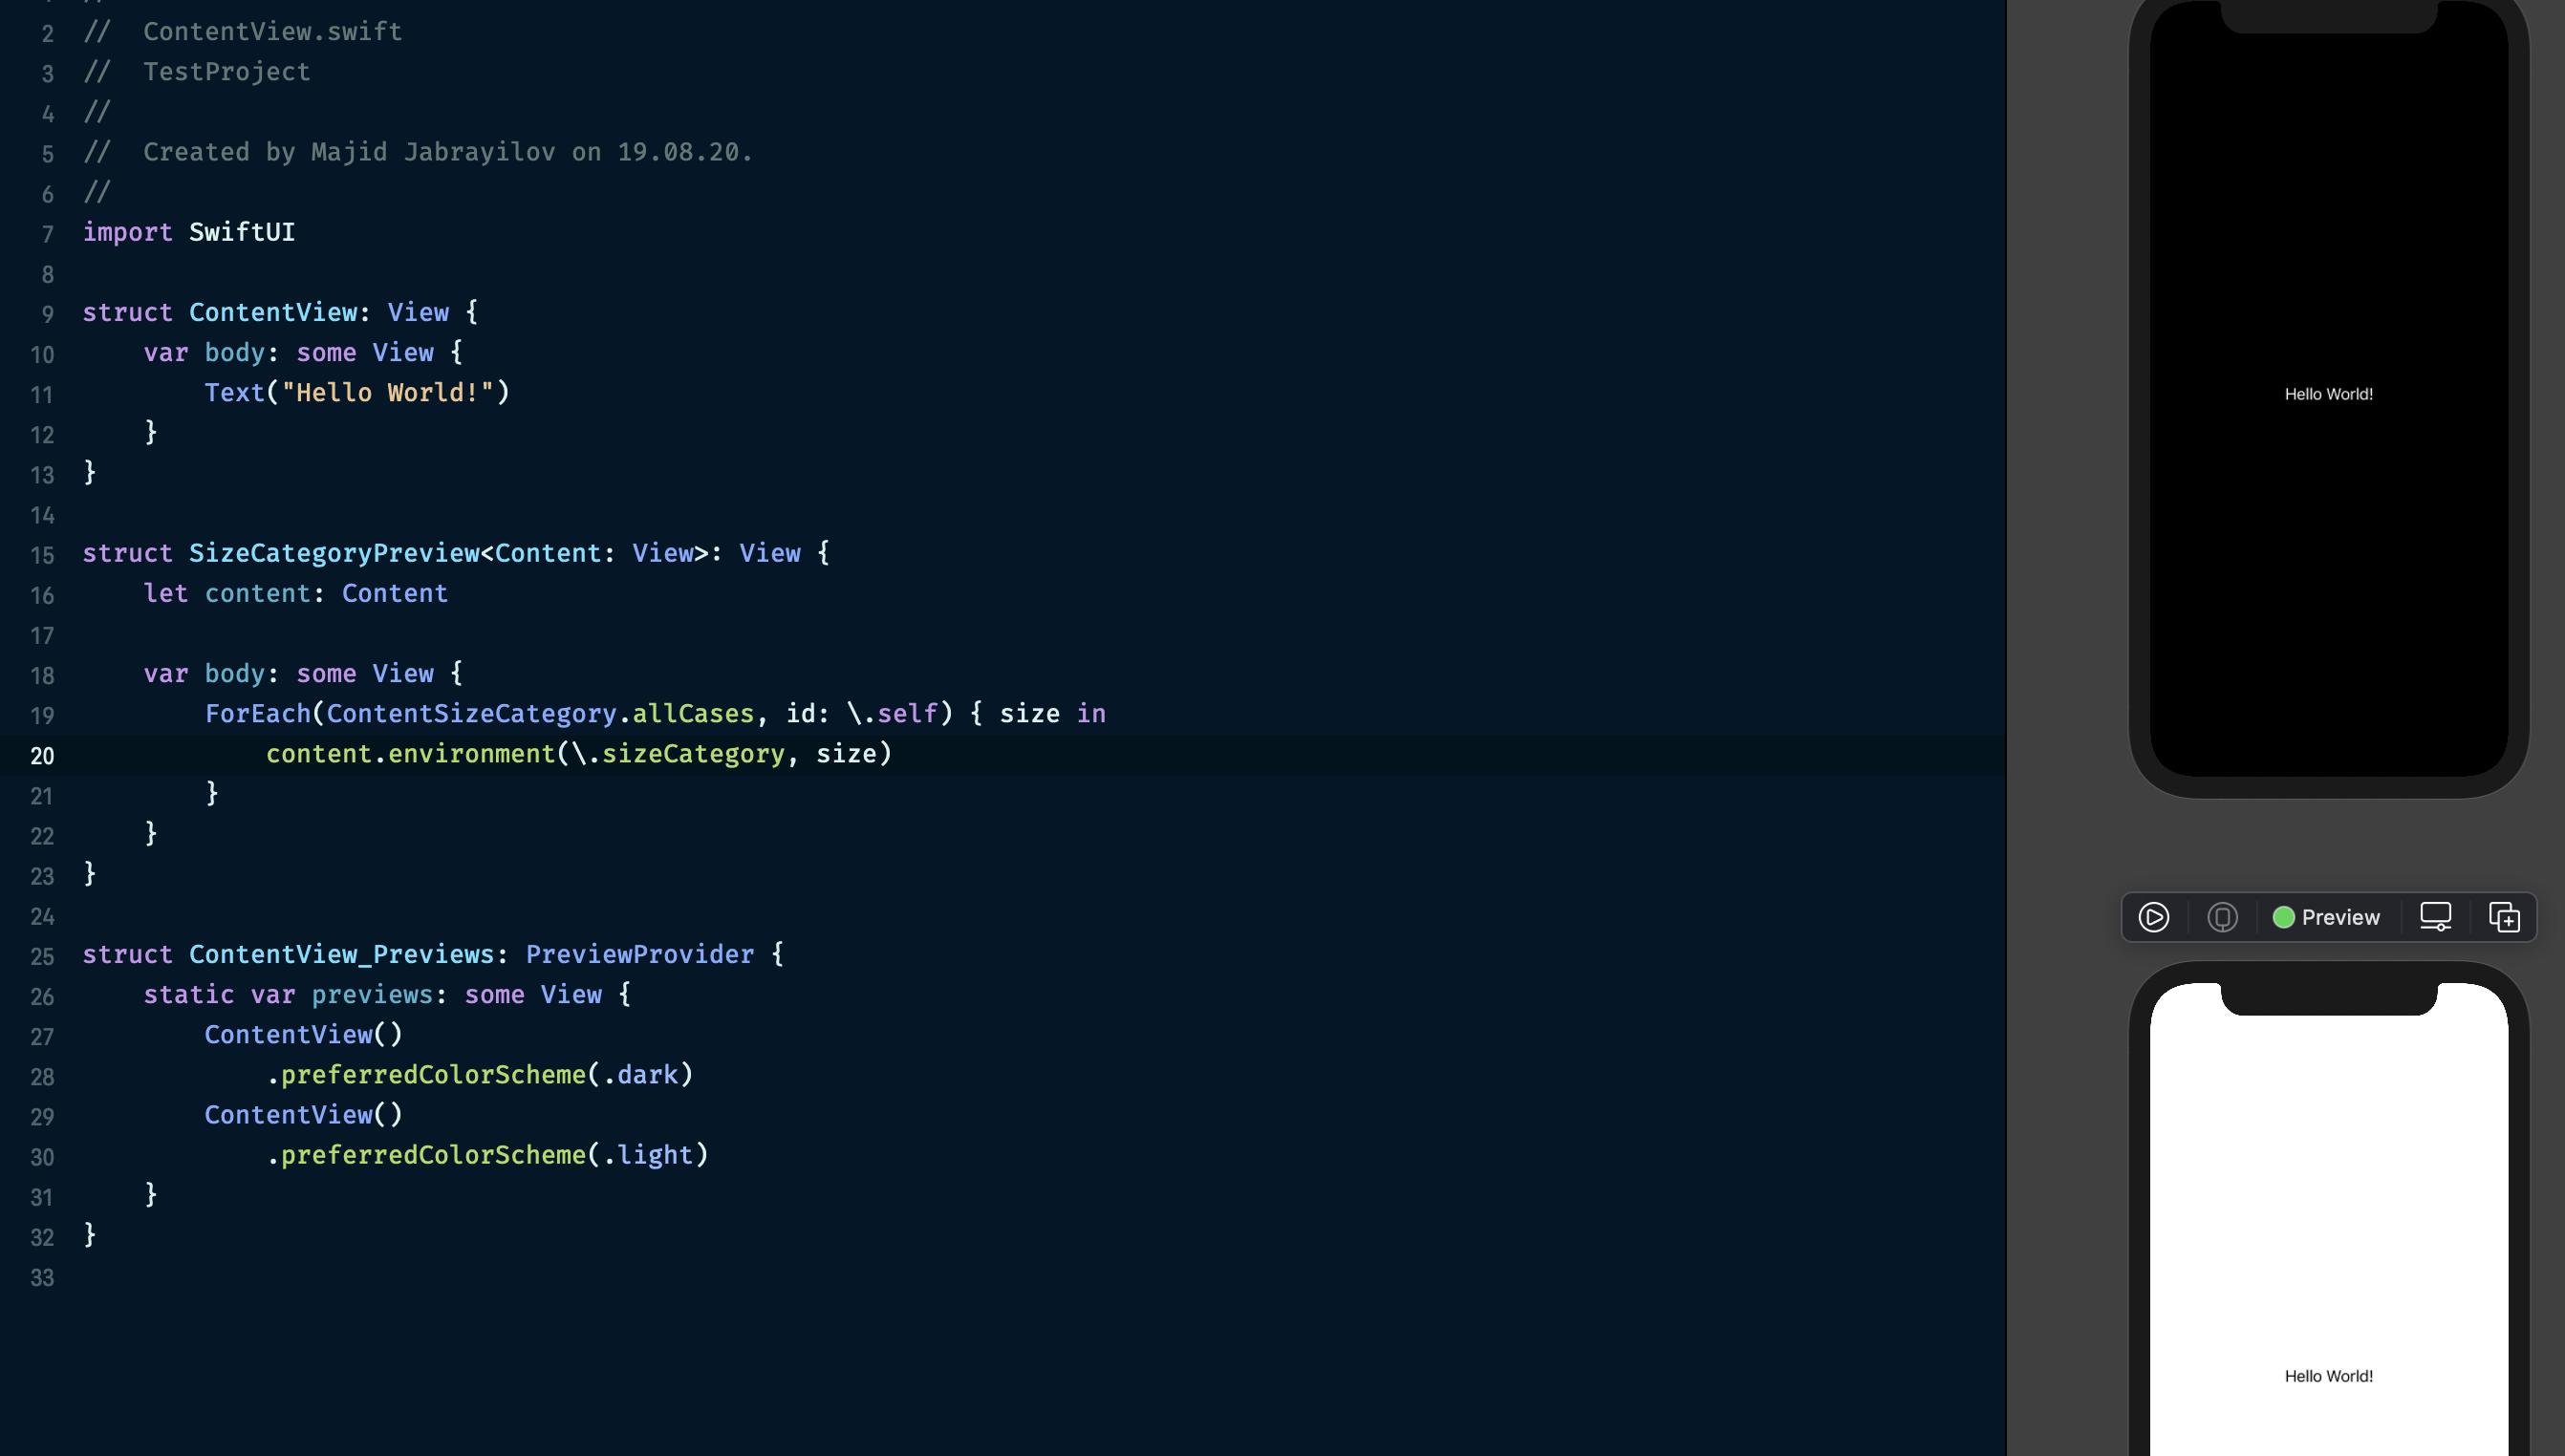 //
2 //  ContentView.swift
3 //  TestProject
4 //
5 //  Created by Majid Jabrayilov on 19.08.20.
6 //
7 import SwiftUI
8
9 struct ContentView: View {
10     var body: some View {
11         Text("Hello World!")
12     }
13 }
14
15 struct SizeCategoryPreview<Content: View>: View {
16     let content: Content
17
18     var body: some View {
19         ForEach(ContentSizeCategory.allCases, id: \.self) { size in
20             content.environment(\.sizeCategory, size)
21         }
22     }
23 }
24
25 struct ContentView_Previews: PreviewProvider {
26     static var previews: some View {
27         ContentView()
28             .preferredColorScheme(.dark)
29         ContentView()
30             .preferredColorScheme(.light)
31     }
32 }
33
Hello World!
Preview
Hello World!